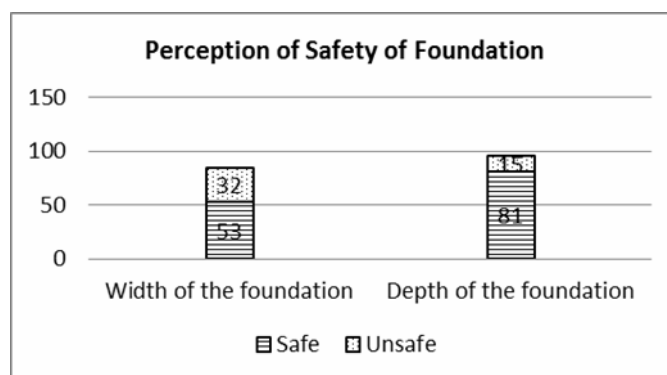 Perception of Safety of Foundation
150
100
50
0
32
53
15
81
Width of the foundation
Depth of the foundation
Safe
Unsafe